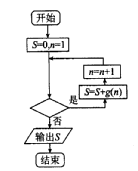 开始
S=0,n=1
n=n+1
S=S+g(n)
是
否
输出S
结束